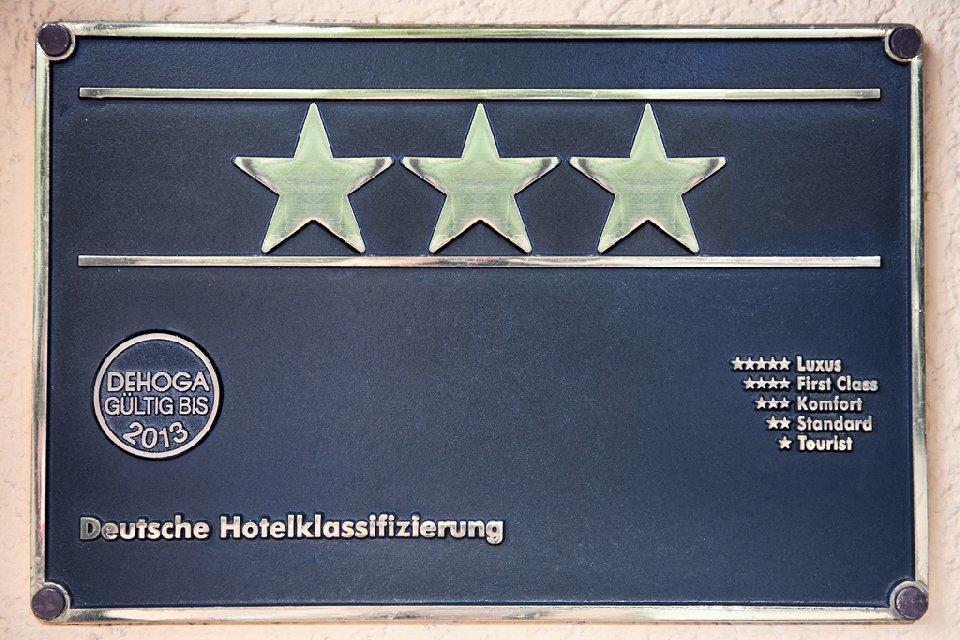 DEHOGA
GÜLTIG BIS
2013
★★★★★ Luxus
★★★★ First Class
★★★ Komfort
★★ Standard
★ Tourist
Deutsche Hotelklassifizierung